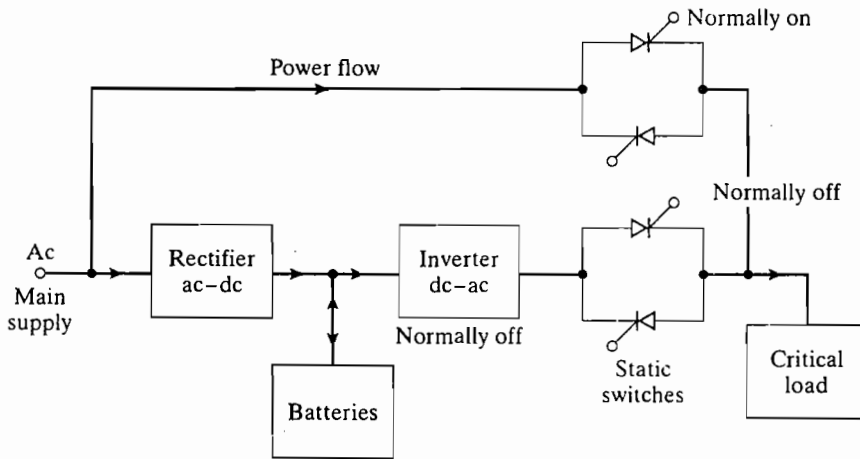 Normally on
Power flow
Normally off
Ac
Main
supply
Rectifier
ac–dc
Inverter
dc–ac
Normally off
Static
switches
Critical
load
Batteries